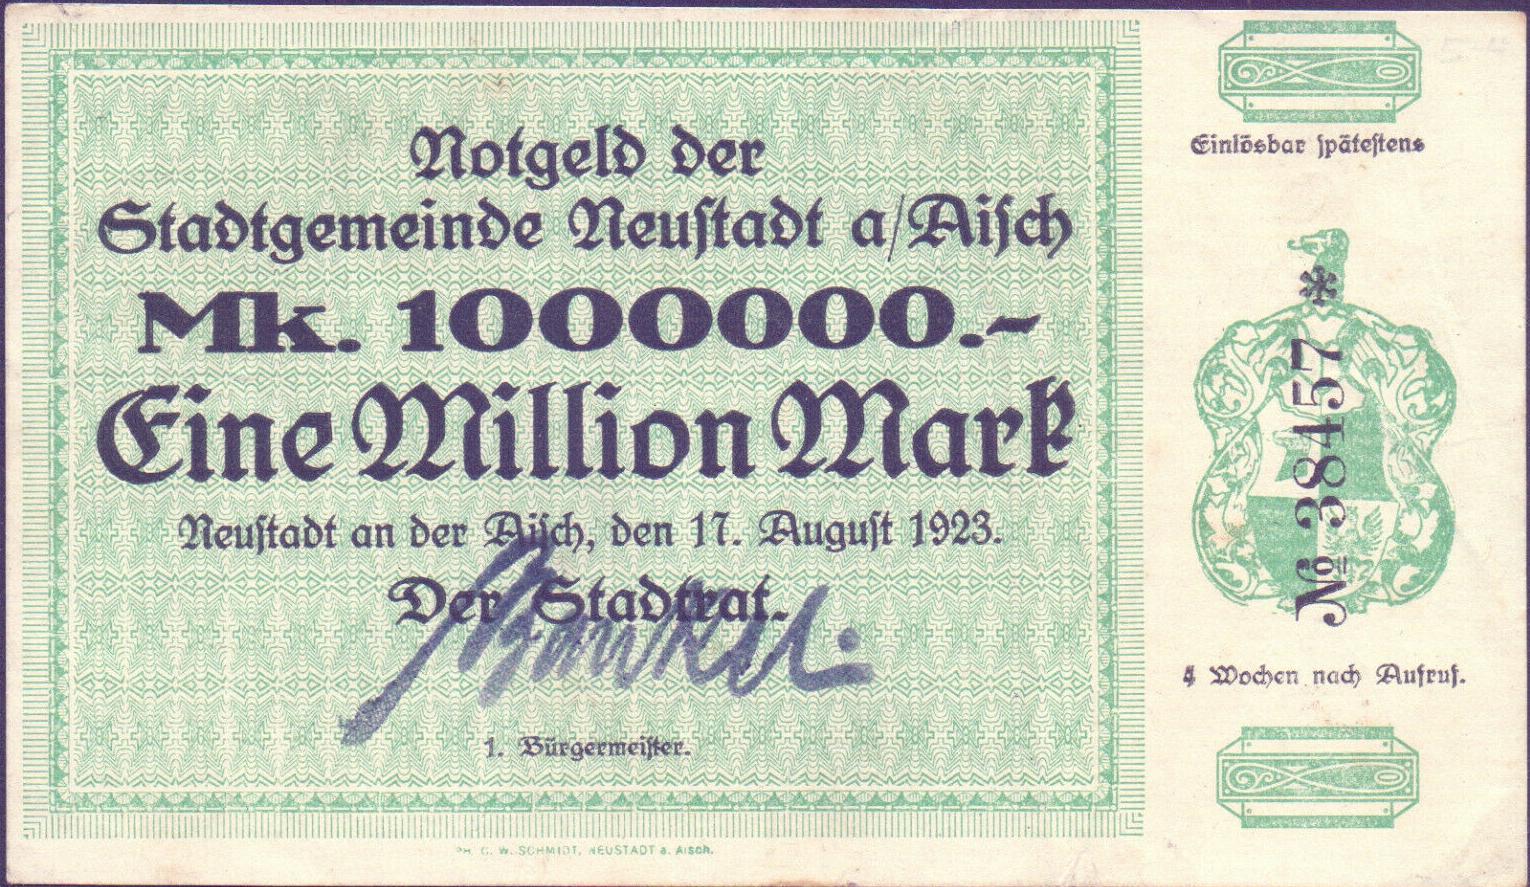 Notgeld der
Stadtgemeinde Neuſtadt a/Aiſch
Mk. 1000000.-
Eine Million Mark
Neuſtadt an der Aiſch, den 17. Auguſt 1923.
Der Stadtrat.
1. Bürgermeiſter.
PH. C. W. SCHMIDT, NEUSTADT a. Aisch.
Einlösbar ſpäteſtens
* № 38457
4 Wochen nach Aufruf.